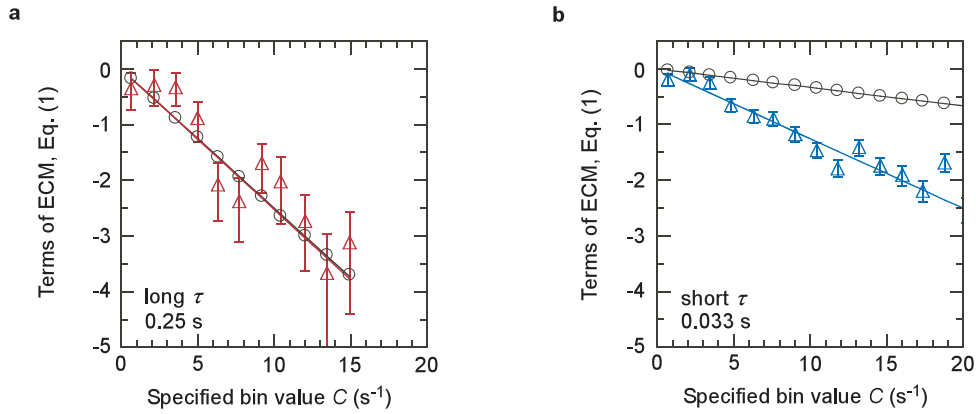 a
Terms of ECM, Eq. (1)
0
-1
-2
-3
-4
-5
long τ
0.25 s
0 5 10 15 20
Specified bin value C (s⁻¹)
b
Terms of ECM, Eq. (1)
0
-1
-2
-3
-4
-5
short τ
0.033 s
0 5 10 15 20
Specified bin value C (s⁻¹)